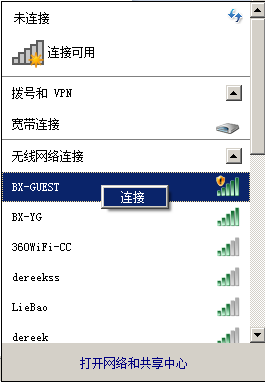 未连接
连接可用
拨号和 VPN
宽带连接
无线网络连接
BX-GUEST
连接
BX-YG
360WiFi-CC
dereekss
LieBao
dereek
打开网络和共享中心